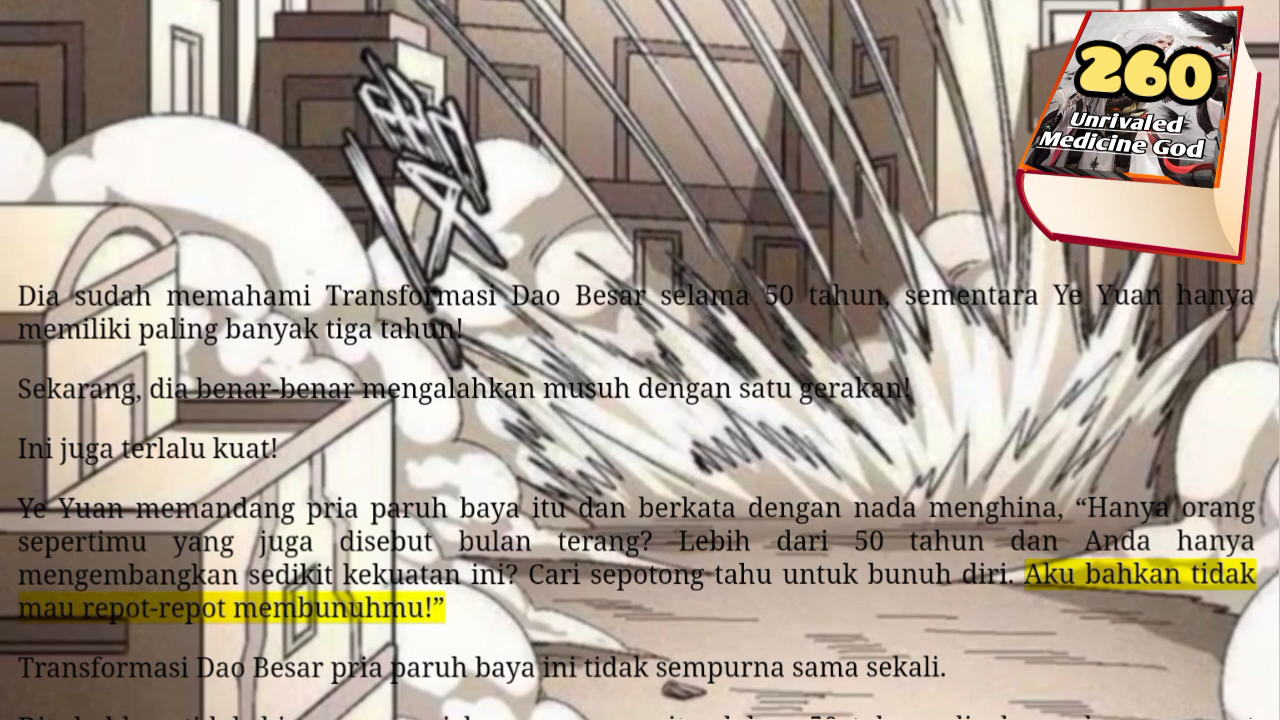 260
Unrivaled
Medicine God
Dia sudah memahami Transformasi Dao Besar selama 50 tahun, sementara Ye Yuan hanya
memiliki paling banyak tiga tahun!
Sekarang, dia benar-benar mengalahkan musuh dengan satu gerakan!
Ini juga terlalu kuat!
Ye Yuan memandang pria paruh baya itu dan berkata dengan nada menghina, “Hanya orang
sepertimu yang juga disebut bulan terang? Lebih dari 50 tahun dan Anda hanya
mengembangkan sedikit kekuatan ini? Cari sepotong tahu untuk bunuh diri. Aku bahkan tidak
mau repot-repot membunuhmu!”
Transformasi Dao Besar pria paruh baya ini tidak sempurna sama sekali.